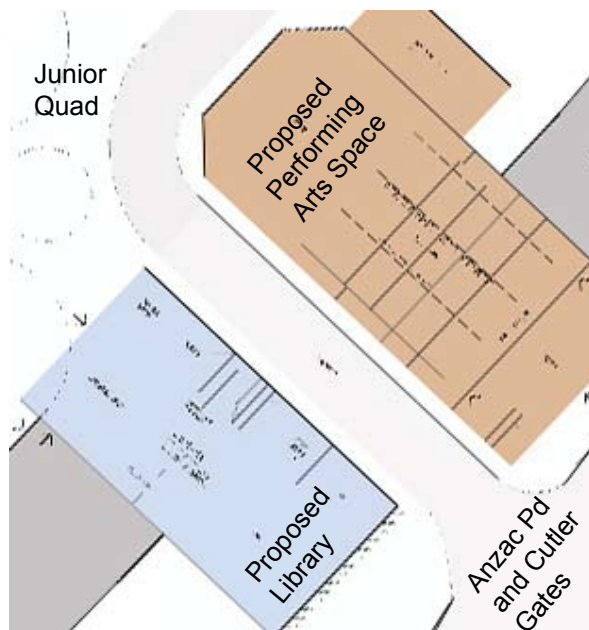 Junior
Quad
Proposed
Performing
Arts Space
Proposed
Library
Anzac Pd
and Cutler
Gates